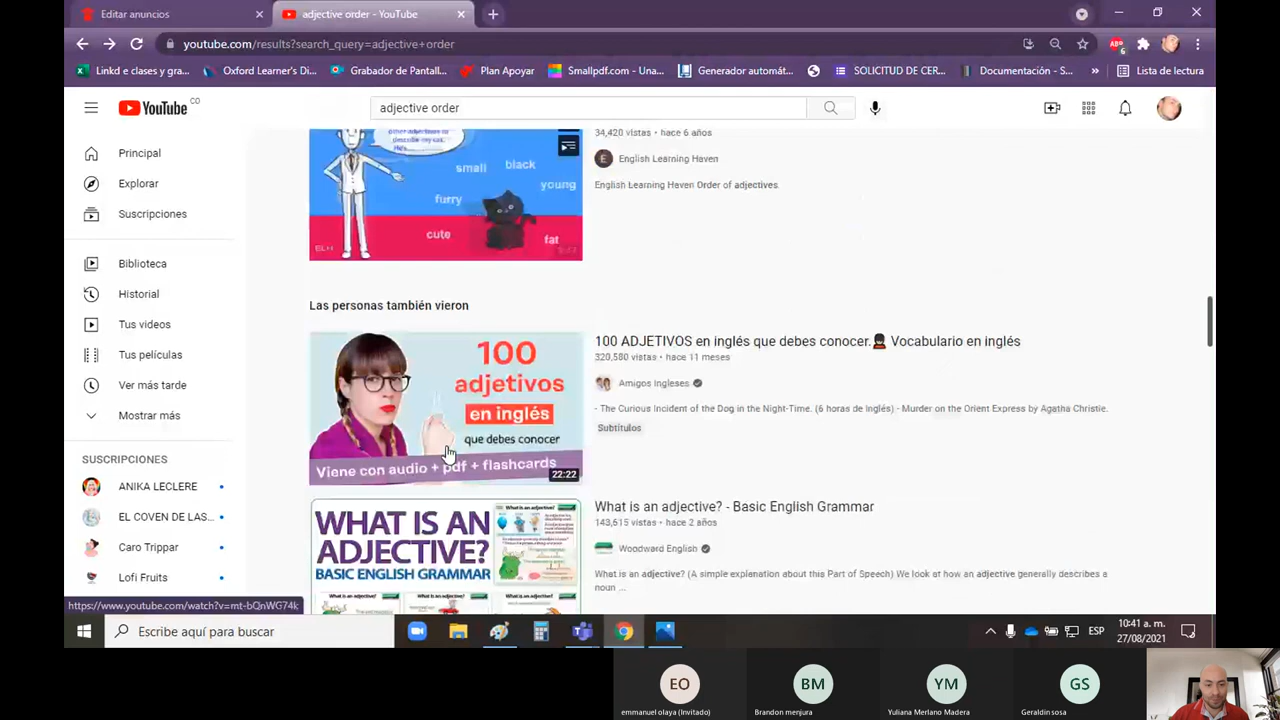 Editar anuncios
adjective order - YouTube
youtube.com/results?search_query=adjective+order
ABP
6
Linkd e clases y gra...
Oxford Learner's Di...
Grabador de Pantall...
Plan Apoyar
Smallpdf.com - Una...
Generador automát...
SOLICITUD DE CER...
Documentación - S...
»
Lista de lectura
YouTube CO
adjective order
Principal
Explorar
Suscripciones
Biblioteca
Historial
Tus videos
Tus películas
Ver más tarde
Mostrar más
SUSCRIPCIONES
ANIKA LECLERE
EL COVEN DE LAS...
Caro Trippar
Lofi Fruits
other adjectives to
small
black
young
furry
cute
fat
ELH
34,420 vistas • hace 6 años
E
English Learning Haven
English Learning Haven Order of adjectives.
Las personas también vieron
100
adjetivos
en inglés
que debes conocer
Viene con audio + pdf + flashcards
22:22
100 ADJETIVOS en inglés que debes conocer. Vocabulario en inglés
320,580 vistas • hace 11 meses
Amigos Ingleses
- The Curious Incident of the Dog in the Night-Time. (6 horas de Inglés) - Murder on the Orient Express by Agatha Christie.
Subtítulos
WHAT IS AN
ADJECTIVE?
BASIC ENGLISH GRAMMAR
What is an adjective?
What is an adjective? - Basic English Grammar
143,615 vistas • hace 2 años
Woodward English
What is an adjective? (A simple explanation about this Part of Speech) We look at how an adjective generally describes a
noun ...
https://www.youtube.com/watch?v=mt-bQnWG74k
Escribe aquí para buscar
ESP
10:41 a. m.
27/08/2021
EO
BM
YM
GS
emmanuel olaya (Invitado)
Brandon menjura
Yuliana Merlano Madera
Geraldin sosa